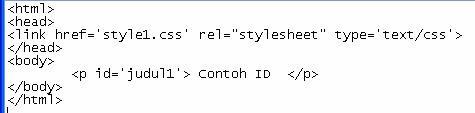 <html>
<head>
<link href='style1.css' rel="stylesheet" type='text/css'>
</head>
<body>
<p id='judul1'> Contoh ID  </p>
</body>
</html>